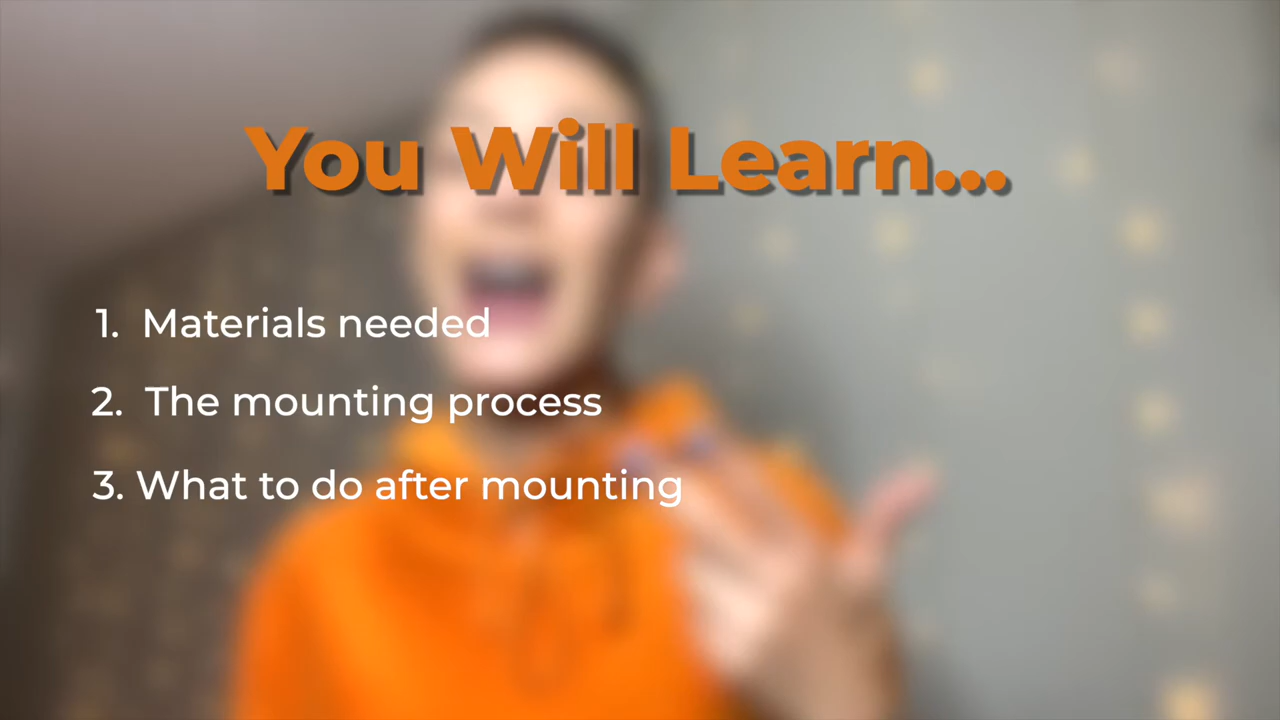 You Will Learn...
1. Materials needed
2. The mounting process
3. What to do after mounting